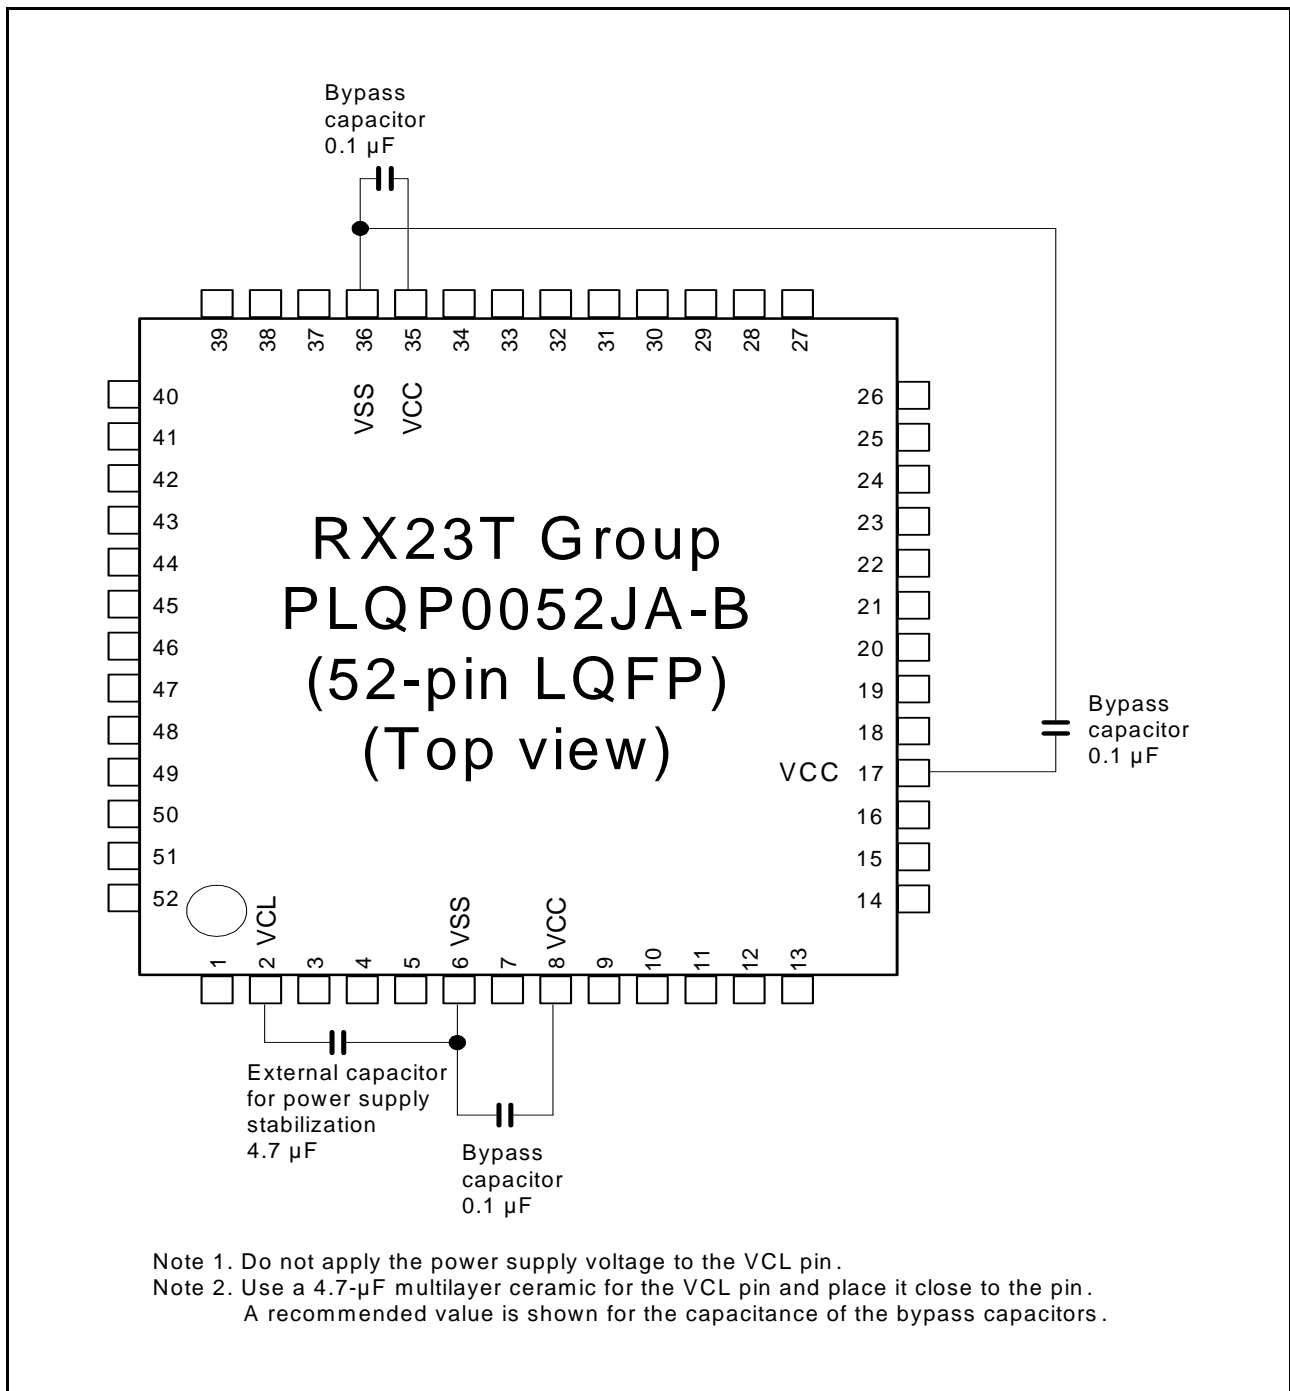 Bypass
capacitor
0.1 µF
39
38
37
36
35
34
33
32
31
30
29
28
27
VSS
VCC
40
41
42
43
44
45
46
47
48
49
50
51
52
26
25
24
23
22
21
20
19
18
VCC 17
16
15
14
RX23T Group
PLQP0052JA-B
(52-pin LQFP)
(Top view)
Bypass
capacitor
0.1 µF
VCL
VSS
VCC
1
2
3
4
5
6
7
8
9
10
11
12
13
External capacitor
for power supply
stabilization
4.7 µF
Bypass
capacitor
0.1 µF
Note 1. Do not apply the power supply voltage to the VCL pin.
Note 2. Use a 4.7-µF multilayer ceramic for the VCL pin and place it close to the pin.
A recommended value is shown for the capacitance of the bypass capacitors.